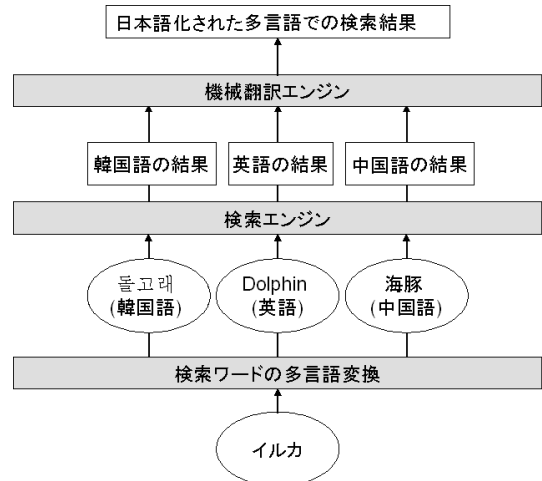 日本語化された多言語での検索結果
機械翻訳エンジン
韓国語の結果
英語の結果
中国語の結果
検索エンジン
돌고래
(韓国語)
Dolphin
(英語)
海豚
(中国語)
検索ワードの多言語変換
イルカ